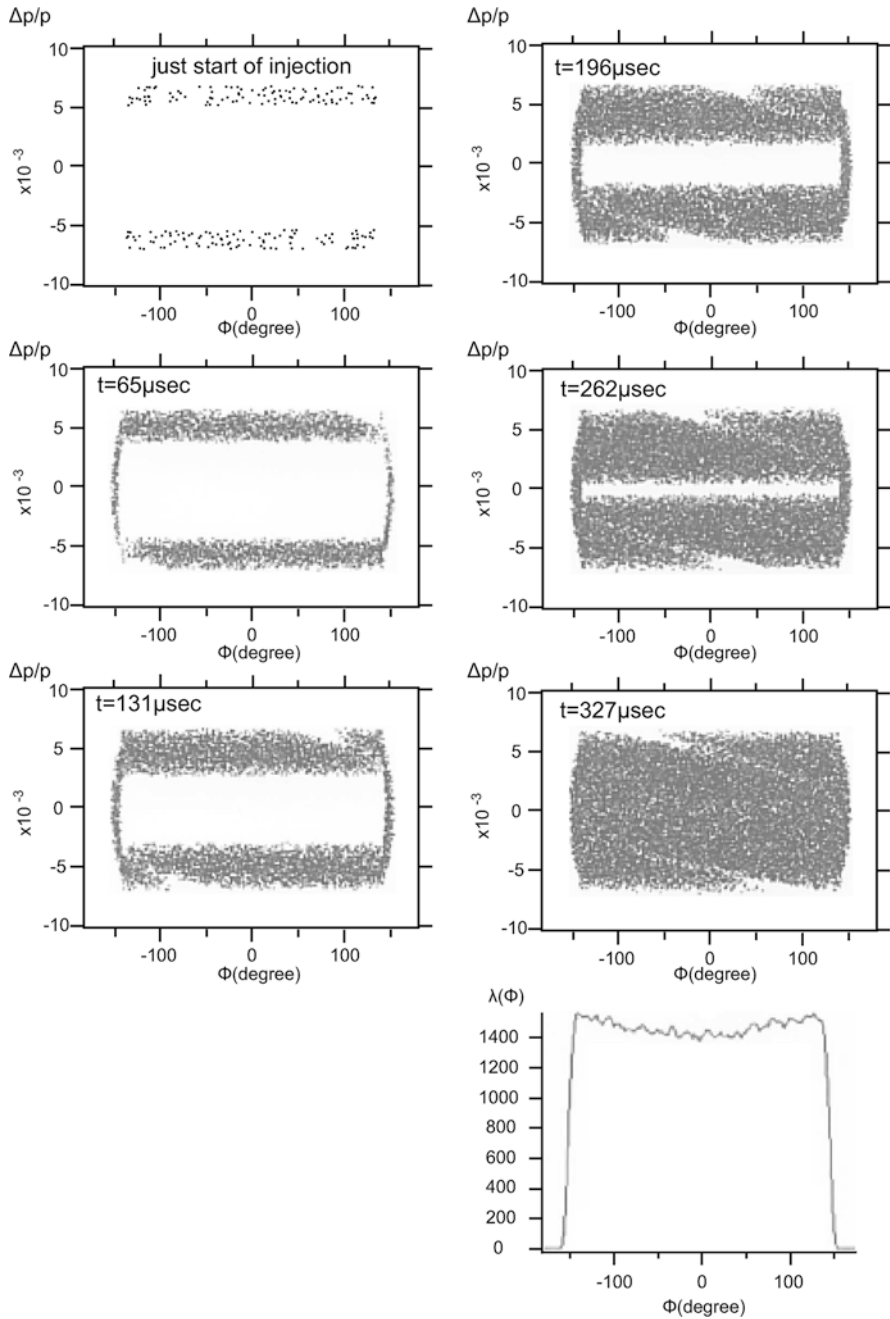 Δp/p
just start of injection
10
5
0
-5
-10
x10 -3
-100
0
100
Φ(degree)
Δp/p
t=65μsec
10
5
0
-5
-10
x10 -3
-100
0
100
Φ(degree)
Δp/p
t=131μsec
10
5
0
-5
-10
x10 -3
-100
0
100
Φ(degree)
Δp/p
t=196μsec
10
5
0
-5
-10
x10 -3
-100
0
100
Φ(degree)
Δp/p
t=262μsec
10
5
0
-5
-10
x10 -3
-100
0
100
Φ(degree)
Δp/p
t=327μsec
10
5
0
-5
-10
x10 -3
-100
0
100
Φ(degree)
λ(Φ)
1400
1200
1000
800
600
400
200
0
-100
0
100
Φ(degree)